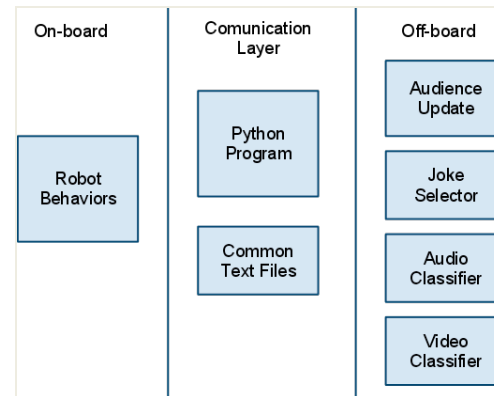 On-board
Robot
Behaviors
Comunication
Layer
Python
Program
Common
Text Files
Off-board
Audience
Update
Joke
Selector
Audio
Classifier
Video
Classifier